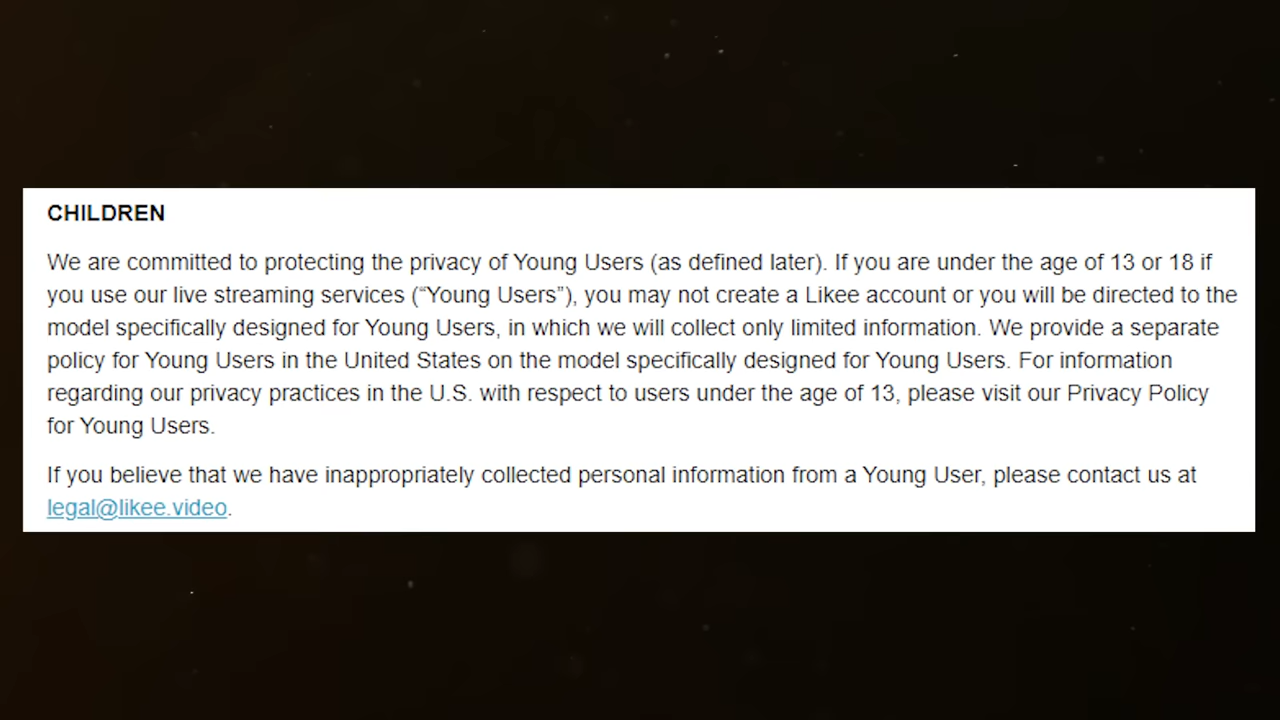 CHILDREN
We are committed to protecting the privacy of Young Users (as defined later). If you are under the age of 13 or 18 if
you use our live streaming services (“Young Users”), you may not create a Likee account or you will be directed to the
model specifically designed for Young Users, in which we will collect only limited information. We provide a separate
policy for Young Users in the United States on the model specifically designed for Young Users. For information
regarding our privacy practices in the U.S. with respect to users under the age of 13, please visit our Privacy Policy
for Young Users.
If you believe that we have inappropriately collected personal information from a Young User, please contact us at
legal@likee.video.